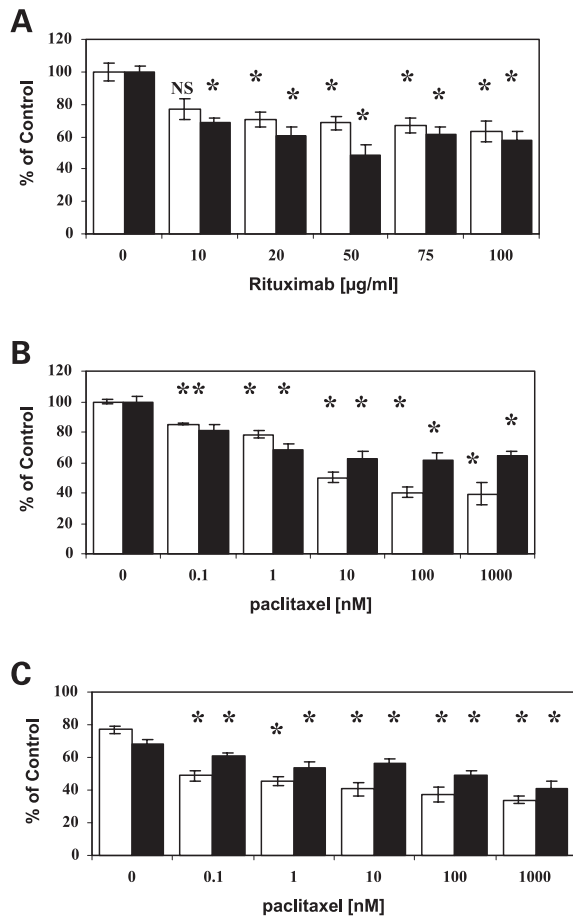 A
120
100
80
60
40
20
0
% of Control
NS * * * * * * * * *
0 10 20 50 75 100
Rituximab [µg/ml]
B
120
100
80
60
40
20
0
% of Control
** * * * * * * * *
0 0.1 1 10 100 1000
paclitaxel [nM]
C
100
80
60
40
20
0
% of Control
* * * * * * * * * *
0 0.1 1 10 100 1000
paclitaxel [nM]